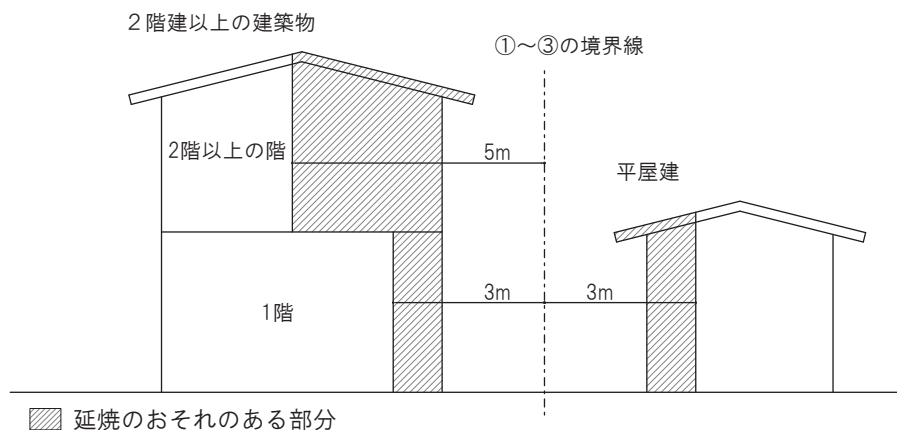 ２階建以上の建築物
①～③の境界線
2階以上の階
5m
平屋建
3m
3m
1階
延焼のおそれのある部分